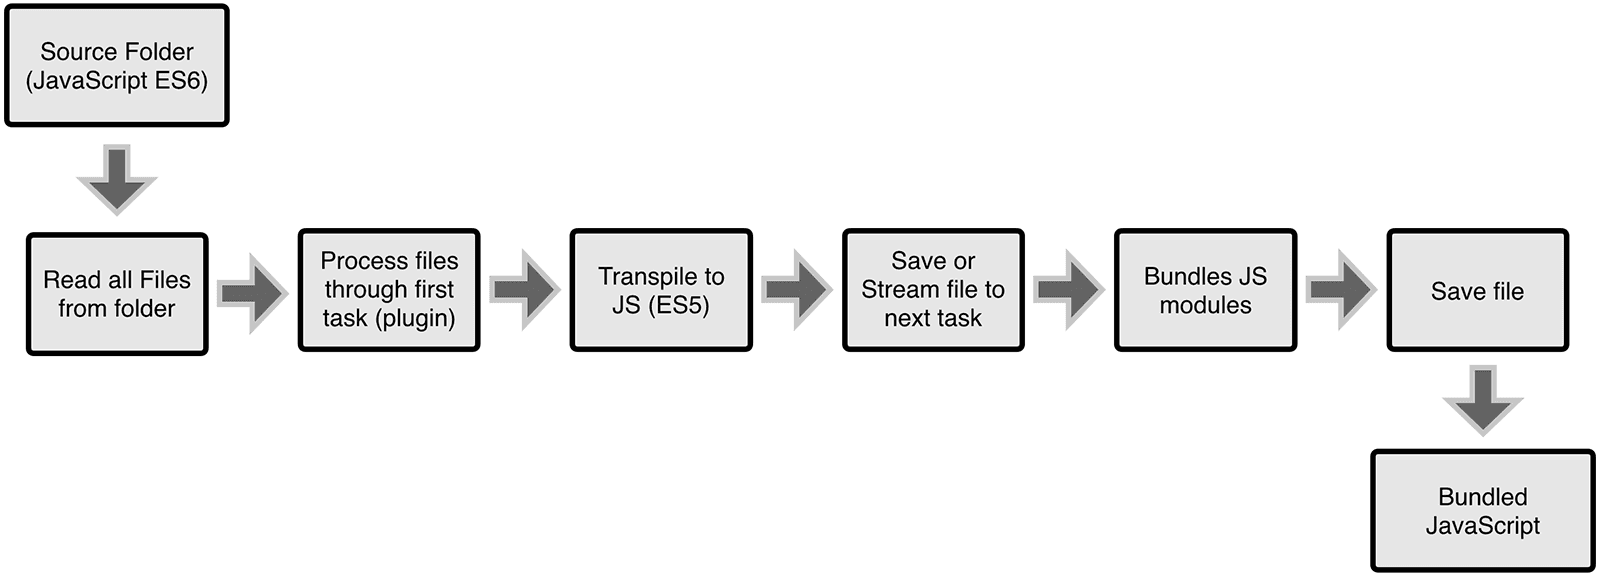 Source Folder
(JavaScript ES6)
Read all Files
from folder
Process files
through first
task (plugin)
Transpile to
JS (ES5)
Save or
Stream file to
next task
Bundles JS
modules
Save file
Bundled
JavaScript